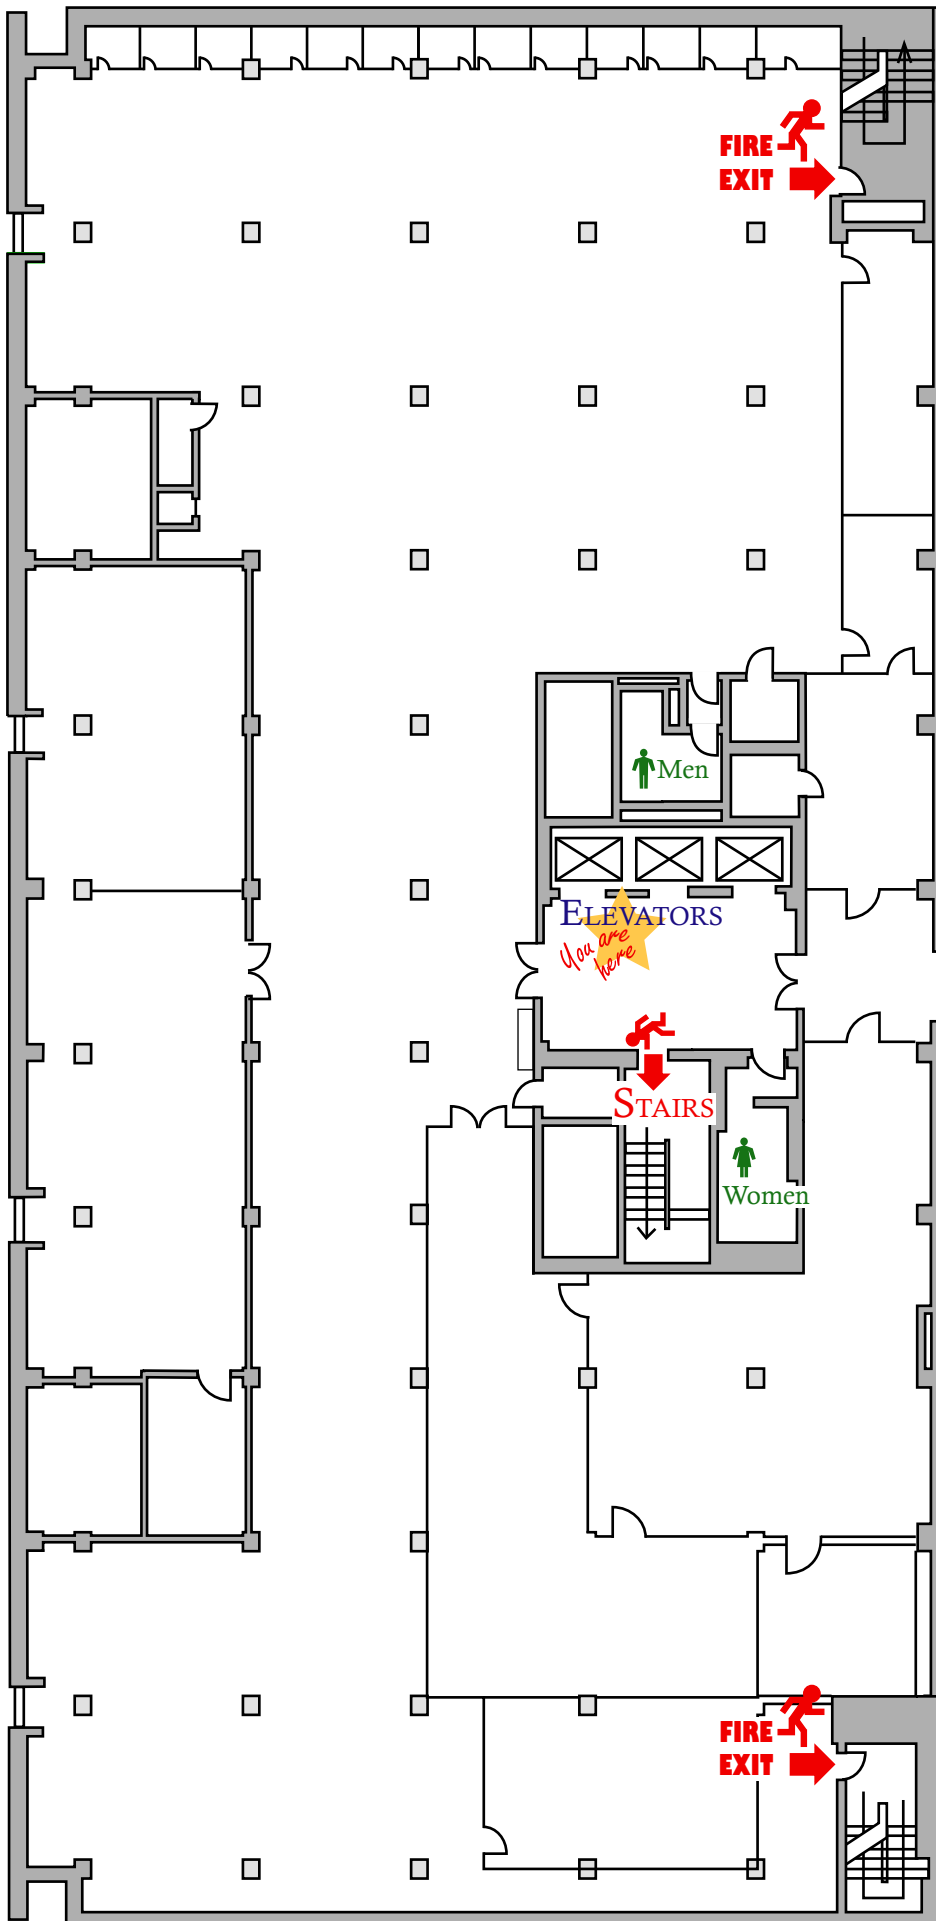 FIRE
EXIT
Men
ELEVATORS
You are
here
STAIRS
Women
FIRE
EXIT